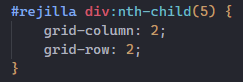 #rejilla div:nth-child(5) {
    grid-column: 2;
    grid-row: 2;
}